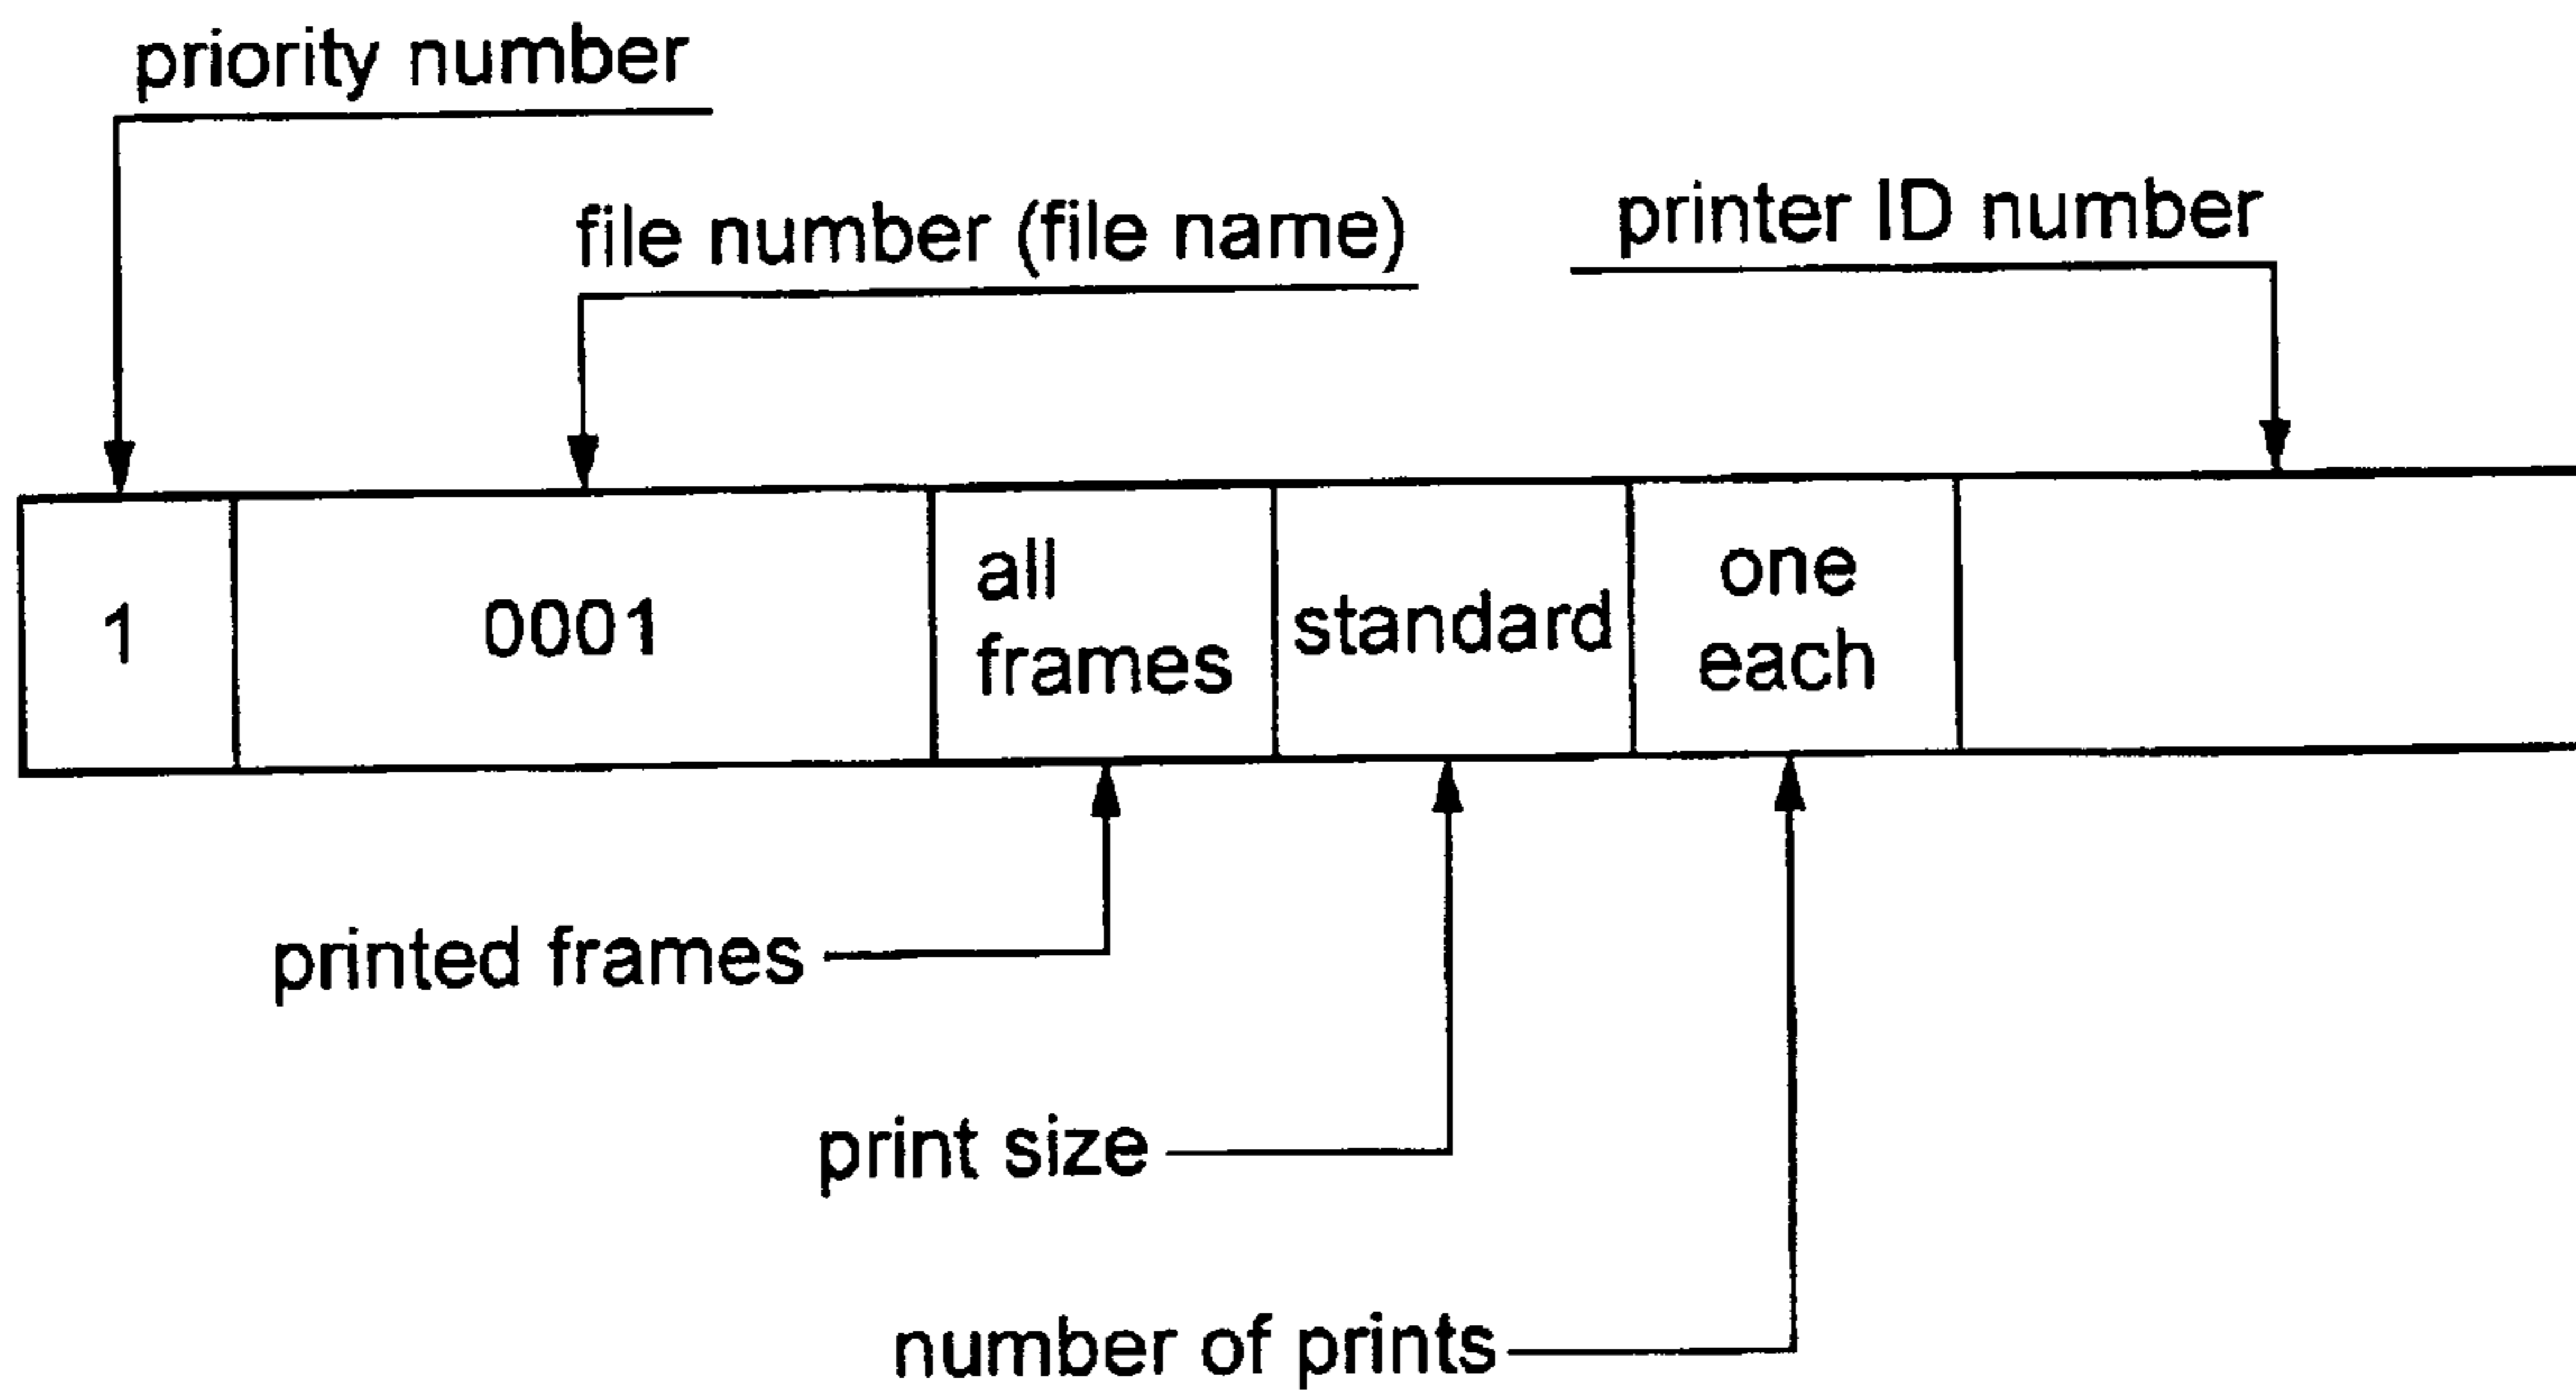 priority number
file number (file name)
printer ID number
1
0001
all
frames
standard
one
each
printed frames
print size
number of prints